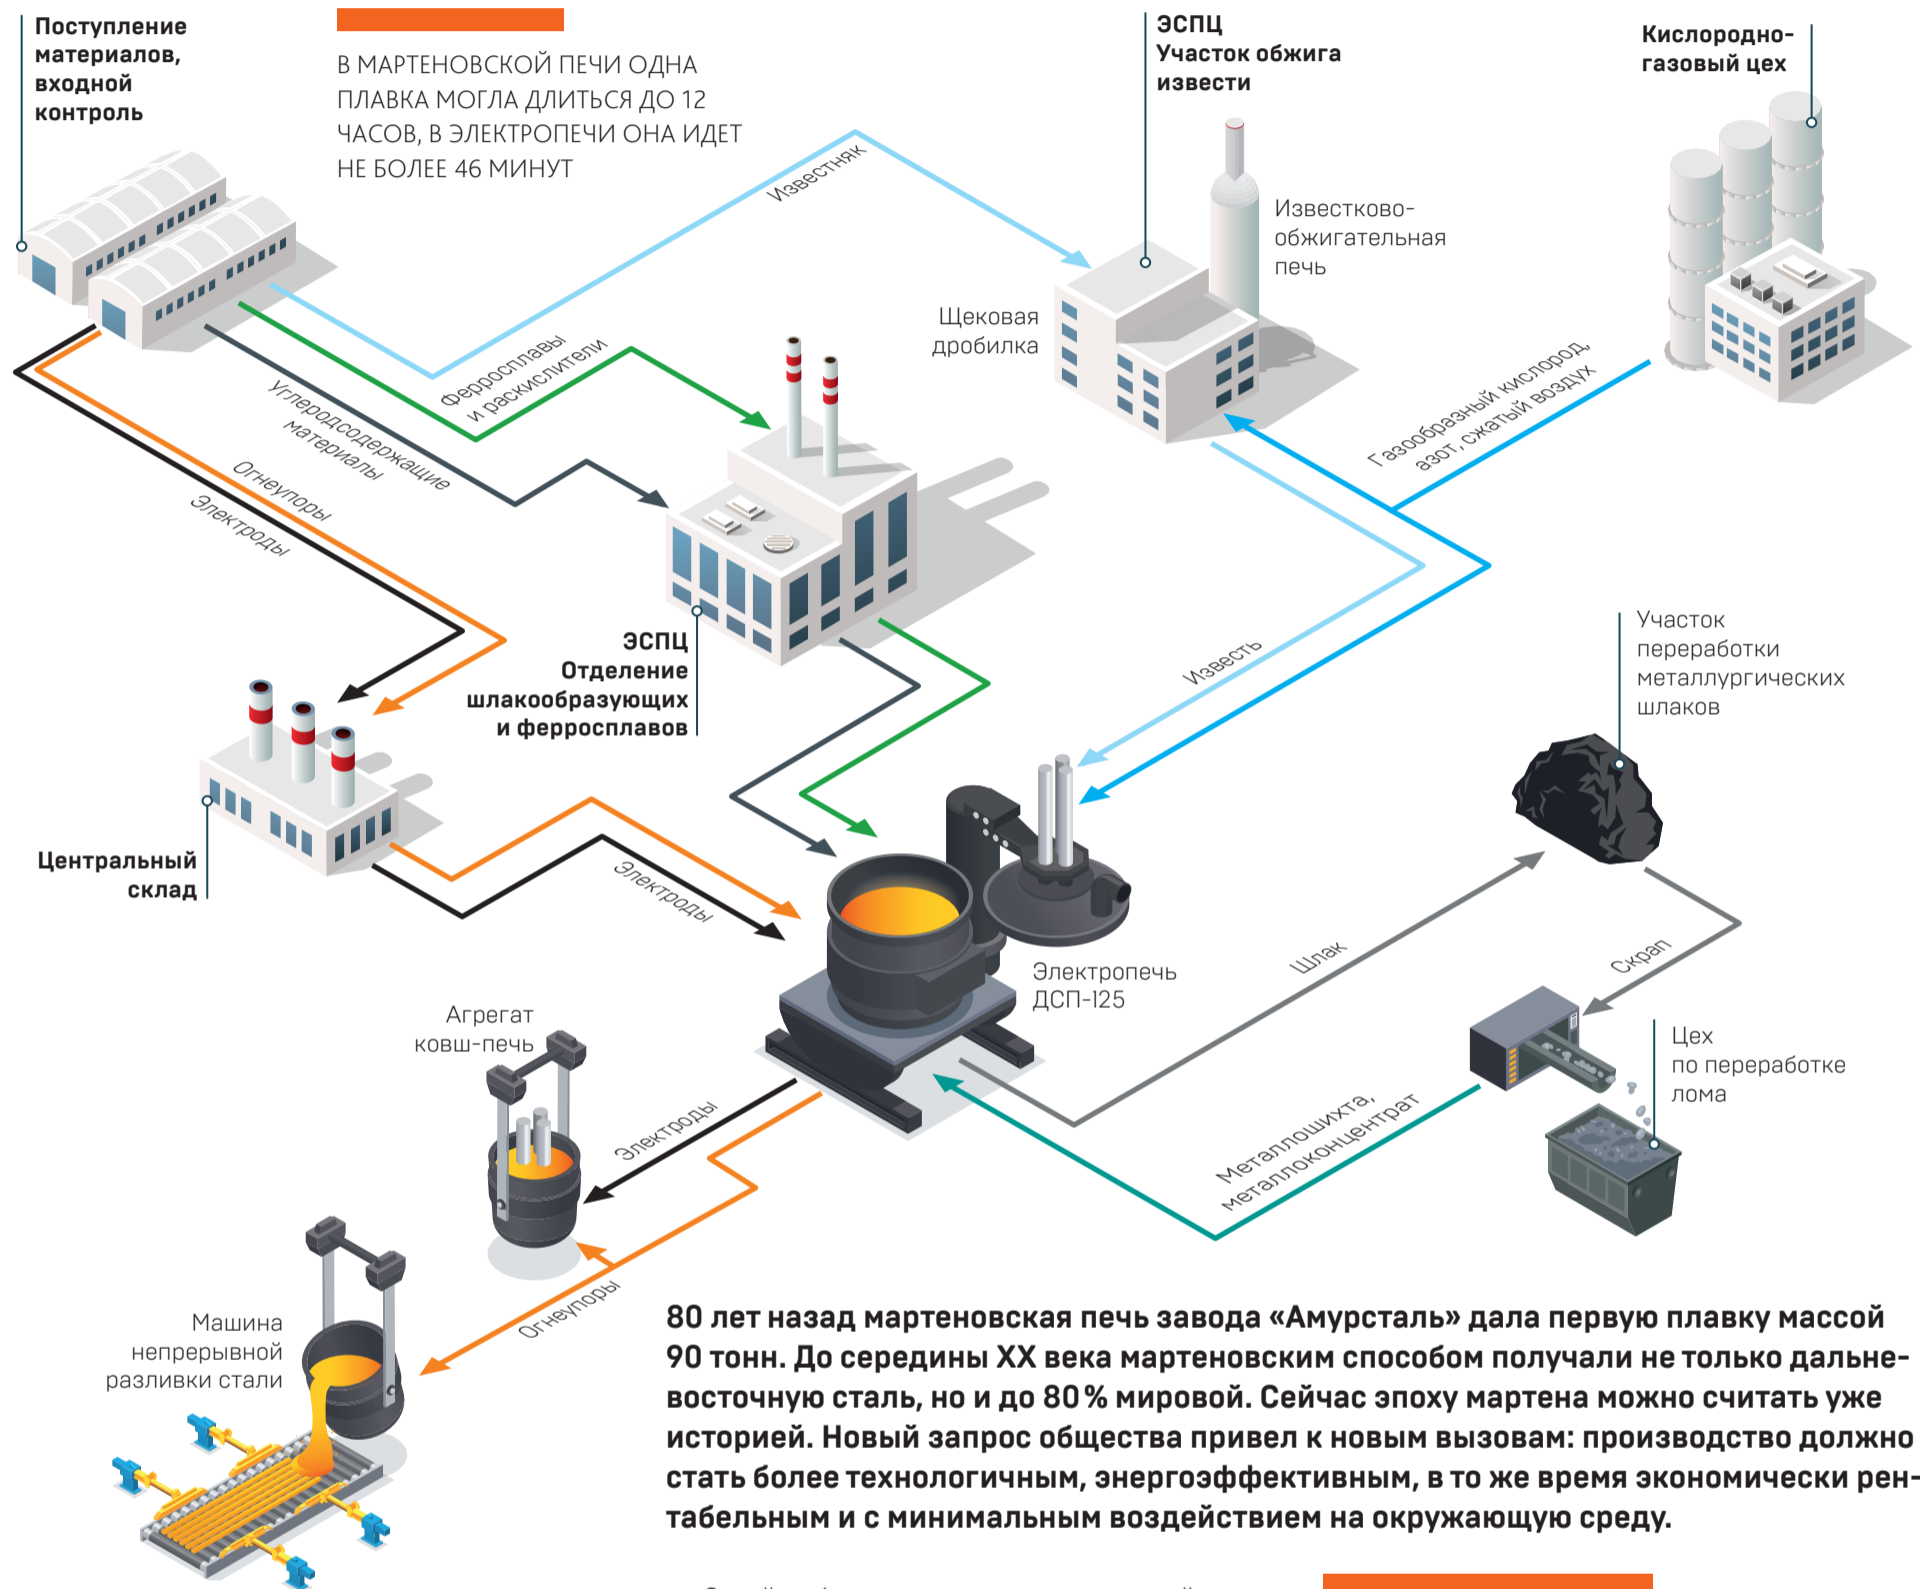 Поступление
материалов,
входной
контроль
В МАРТЕНОВСКОЙ ПЕЧИ ОДНА
ПЛАВКА МОГЛА ДЛИТЬСЯ ДО 12
ЧАСОВ, В ЭЛЕКТРОПЕЧИ ОНА ИДЕТ
НЕ БОЛЕЕ 46 МИНУТ
ЭСПЦ
Участок обжига
извести
Кислородно-
газовый цех
Известняк
Известково-
обжигательная
печь
Щековая
дробилка
Ферросплавы
и раскислители
Углеродсодержащие
материалы
Газообразный кислород,
азот, сжатый воздух
Огнеупоры
Электроды
ЭСПЦ
Отделение
шлакообразующих
и ферросплавов
Известь
Участок
переработки
металлургических
шлаков
Центральный
склад
Электроды
Шлак
Скрап
Электропечь
ДСП-125
Агрегат
ковш-печь
Цех
по переработке
лома
Электроды
Металлошихта,
металлоконцентрат
Огнеупоры
Машина
непрерывной
разливки стали
80 лет назад мартеновская печь завода «Амурсталь» дала первую плавку массой
90 тонн. До середины XX века мартеновским способом получали не только дальне-
восточную сталь, но и до 80% мировой. Сейчас эпоху мартена можно считать уже
историей. Новый запрос общества привел к новым вызовам: производство должно
стать более технологичным, энергоэффективным, в то же время экономически рен-
табельным и с минимальным воздействием на окружающую среду.